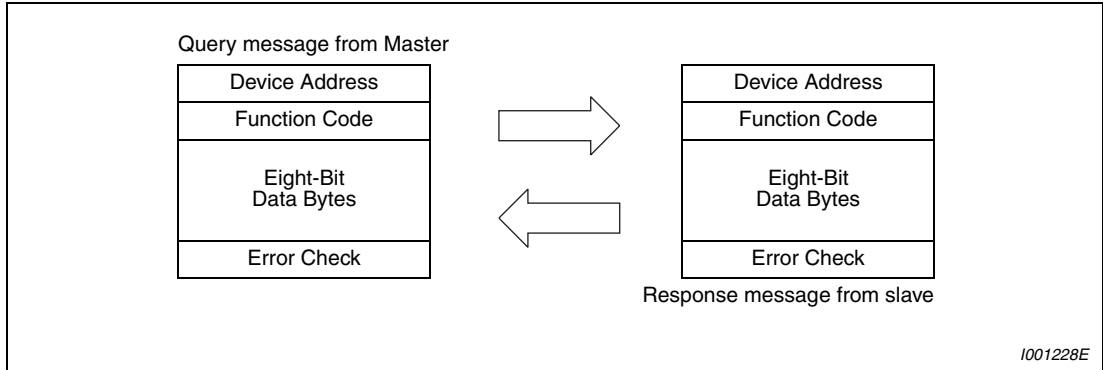 Query message from Master
Device Address
Function Code
Eight-Bit
Data Bytes
Error Check
Device Address
Function Code
Eight-Bit
Data Bytes
Error Check
Response message from slave
I001228E